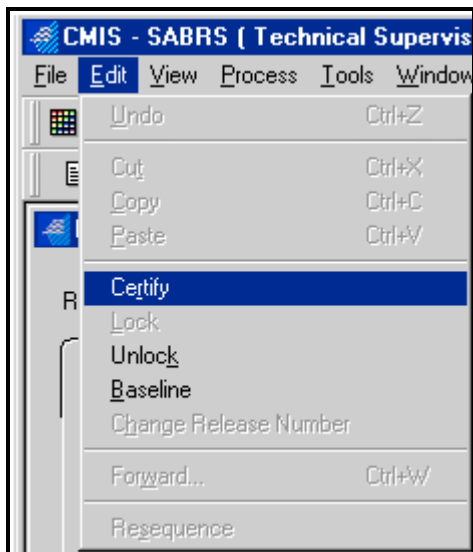 CMIS - SABRS ( Technical Supervis
File Edit View Process Tools Window
Undo Ctrl+Z
Cut Ctrl+X
Copy Ctrl+C
Paste Ctrl+V
Certify
R
Lock
Unlock
Baseline
Change Release Number
Forward... Ctrl+W
Resequence